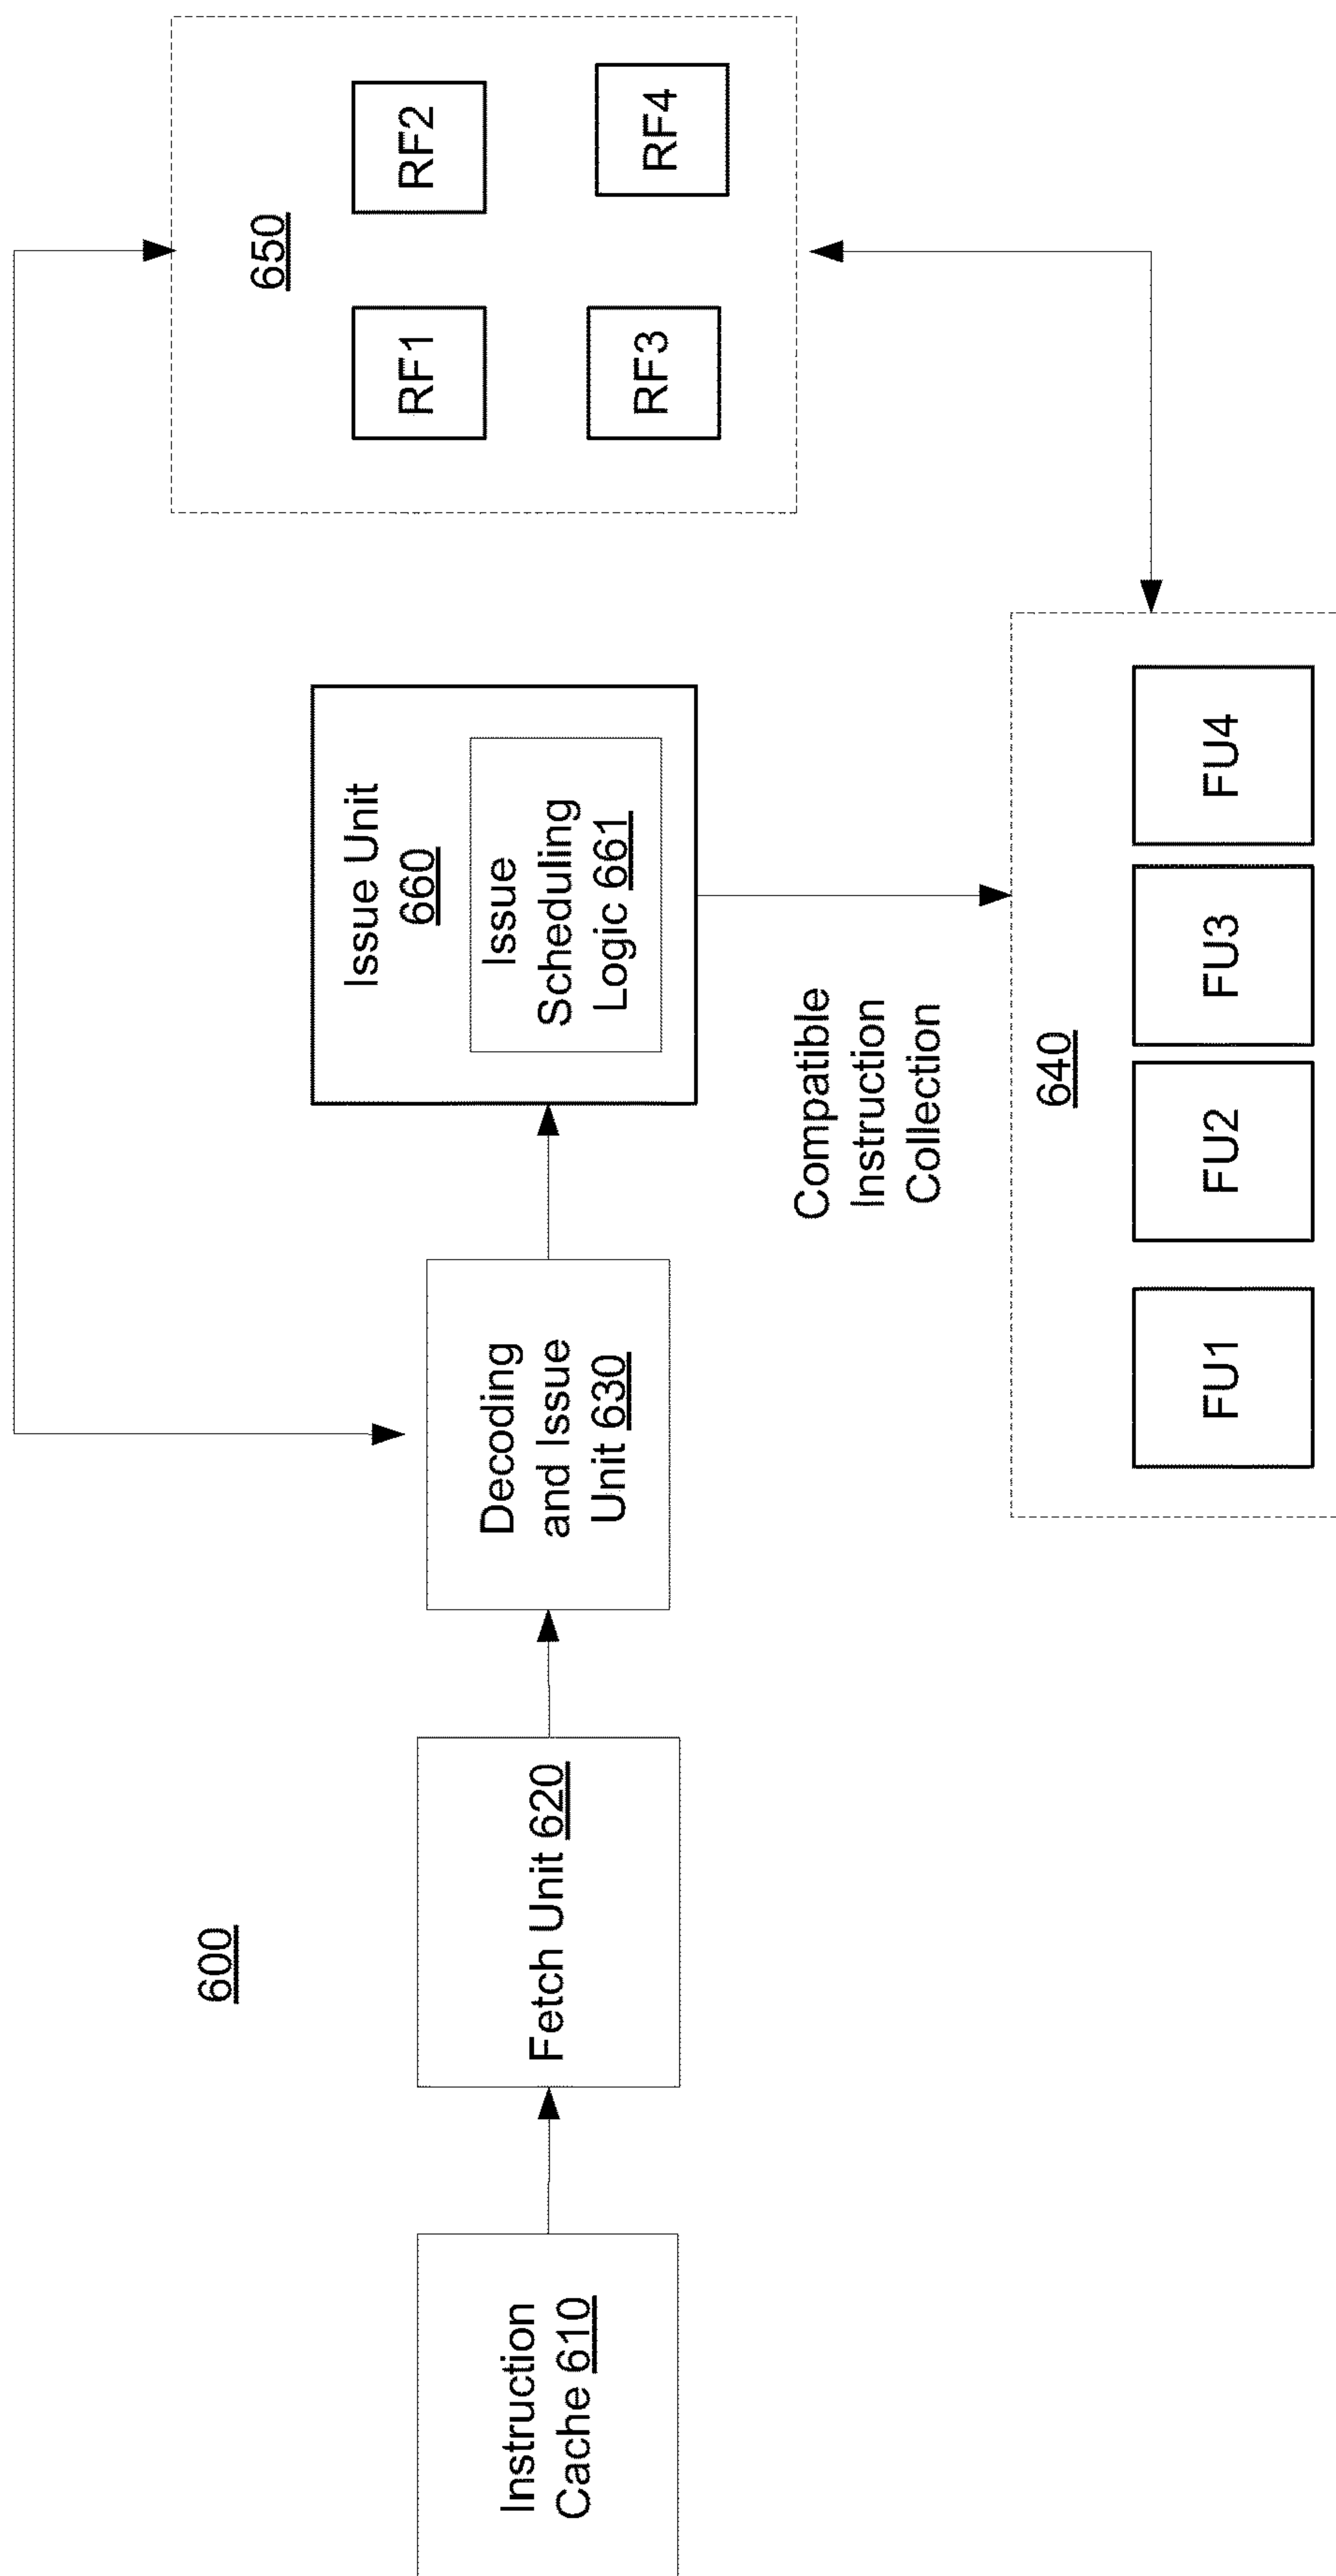 600
Instruction
Cache 610
Fetch Unit 620
Decoding
and Issue
Unit 630
Issue Unit
660
Issue
Scheduling
Logic 661
650
RF1
RF2
RF3
RF4
Compatible
Instruction
Collection
640
FU1
FU2
FU3
FU4